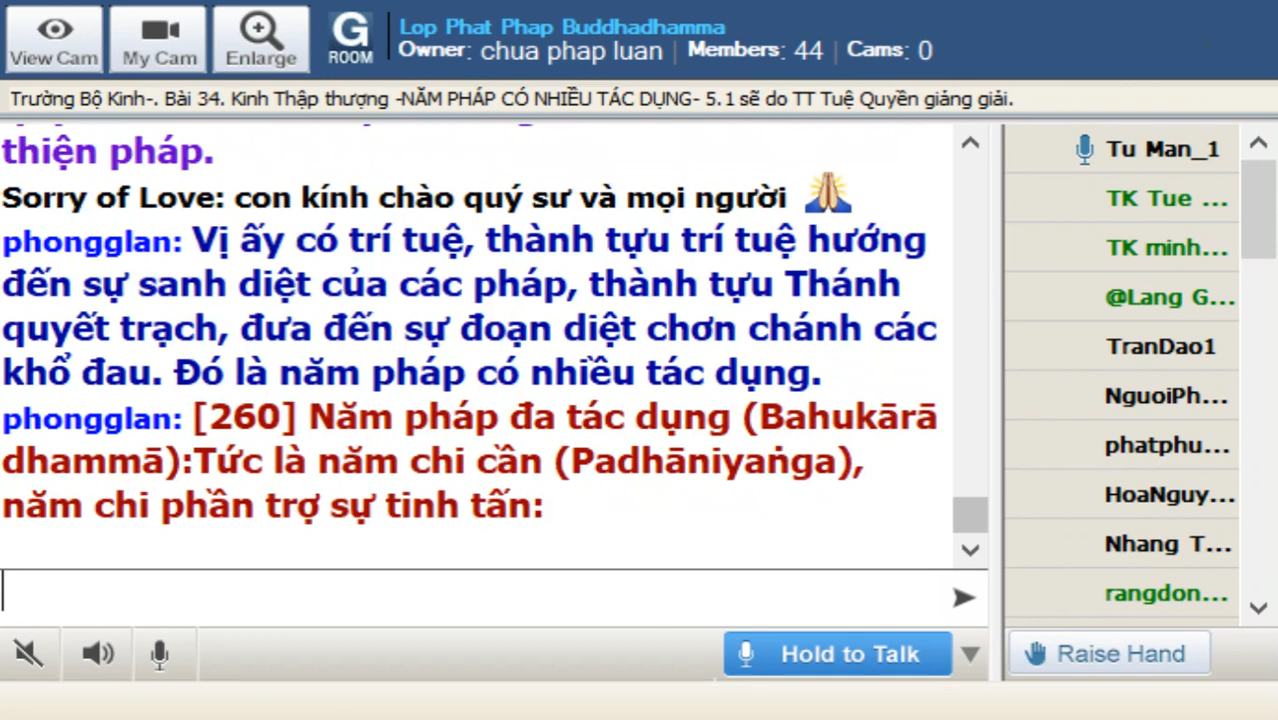 Lop Phat Phap Buddhadhamma
Owner: chua phap luan | Members: 44 | Cams: 0
View Cam
My Cam
Enlarge
G
ROOM
Trường Bộ Kinh-. Bài 34. Kinh Thập thượng -NĂM PHÁP CÓ NHIỀU TÁC DỤNG- 5.1 sẽ do TT Tuệ Quyền giảng giải.
thiện pháp.
Sorry of Love: con kính chào quý sư và mọi người
phongglan: Vị ấy có trí tuệ, thành tựu trí tuệ hướng
đến sự sanh diệt của các pháp, thành tựu Thánh
quyết trạch, đưa đến sự đoạn diệt chơn chánh các
khổ đau. Đó là năm pháp có nhiều tác dụng.
phongglan: [260] Năm pháp đa tác dụng (Bahukārā
dhammā):Tức là năm chi cần (Padhāniyaṅga),
năm chi phần trợ sự tinh tấn:
Tu Man_1
TK Tue ...
TK minh...
@Lang G...
TranDao1
NguoiPh...
phatphu...
HoaNguy...
Nhang T...
rangdon...
Hold to Talk
Raise Hand